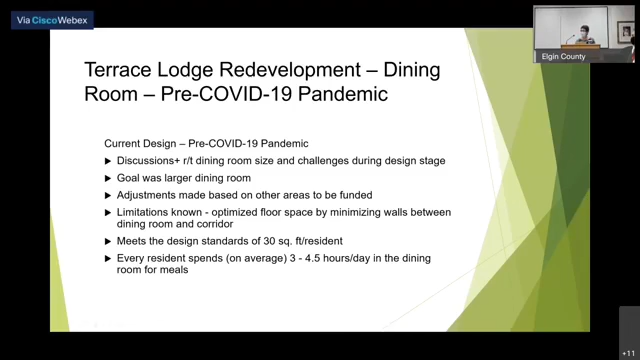 Via Cisco Webex
Elgin County
Terrace Lodge Redevelopment – Dining
Room – Pre-COVID-19 Pandemic
Current Design – Pre-COVID-19 Pandemic
Discussions+ r/t dining room size and challenges during design stage
Goal was larger dining room
Adjustments made based on other areas to be funded
Limitations known - optimized floor space by minimizing walls between
dining room and corridor
Meets the design standards of 30 sq. ft/resident
Every resident spends (on average) 3 - 4.5 hours/day in the dining
room for meals
+11